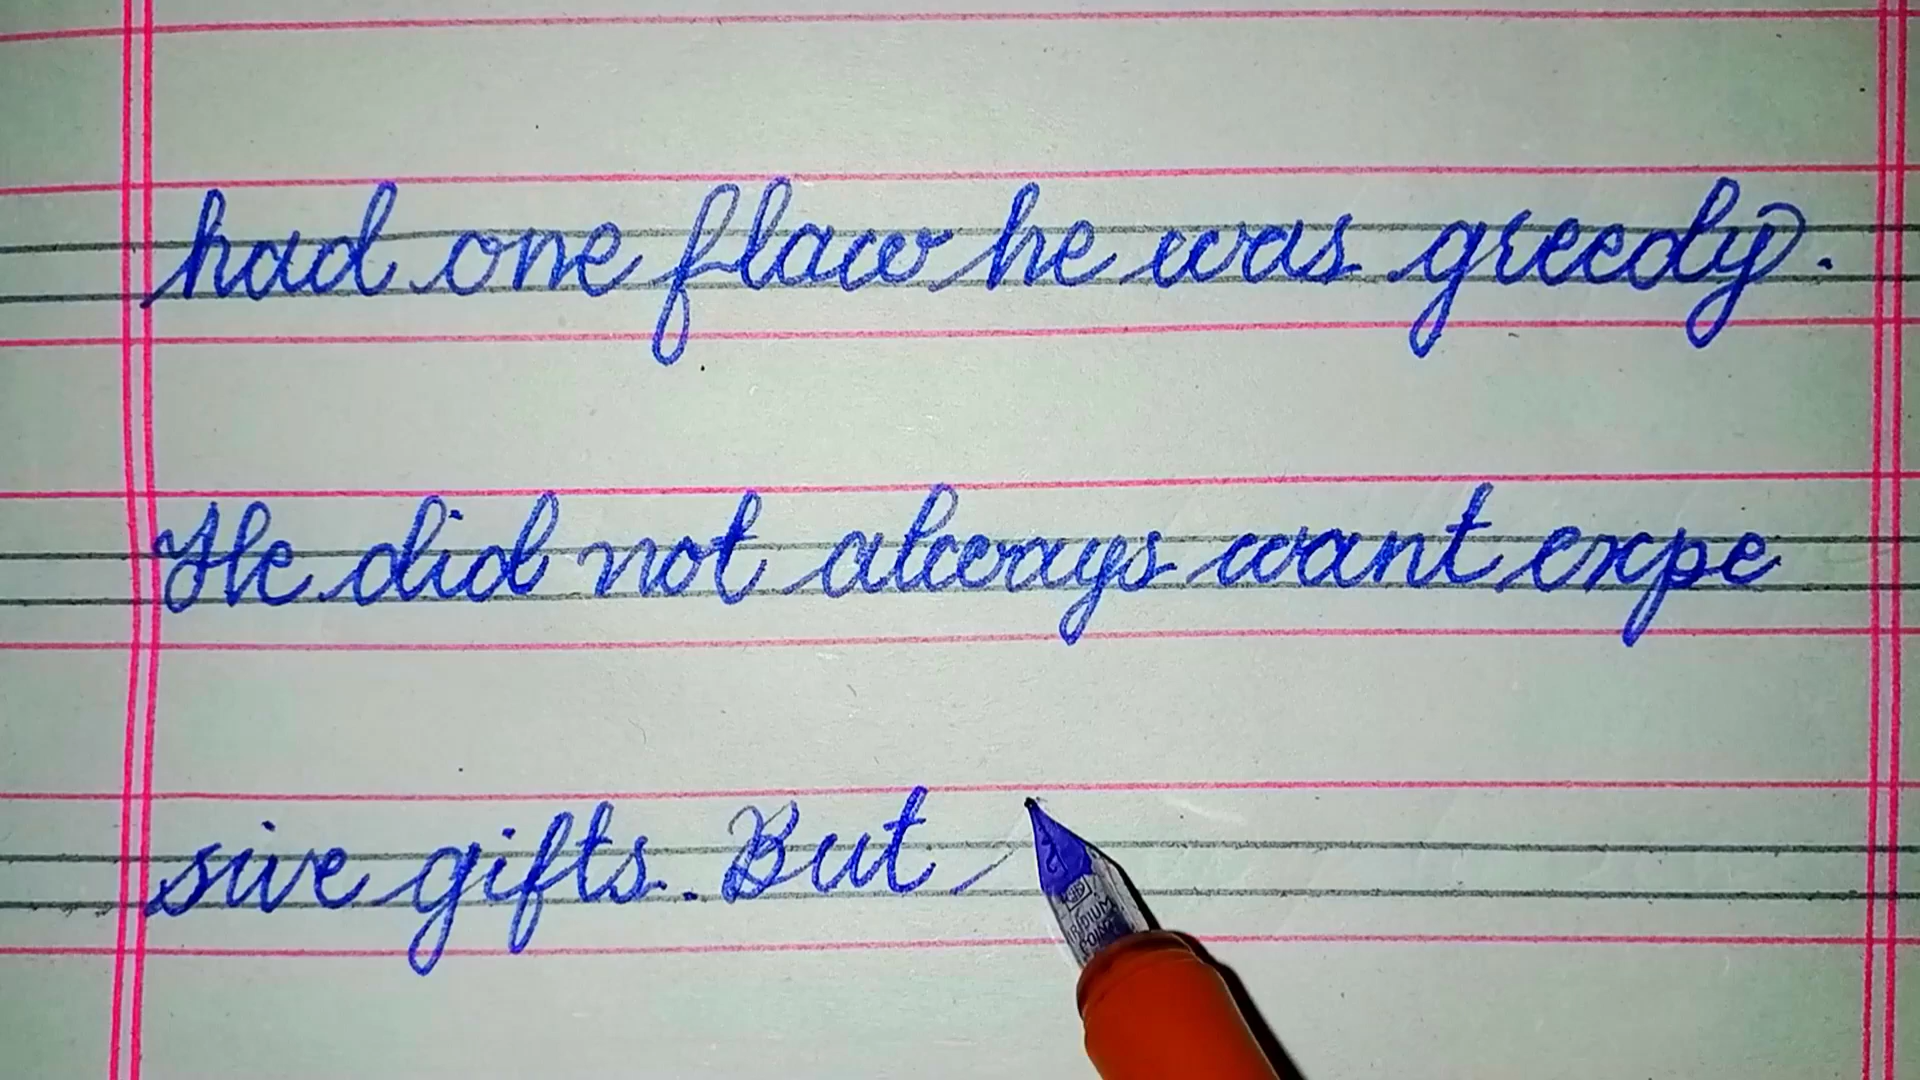 had one flaw he was greedy.
He did not always want expe
sive gifts. But